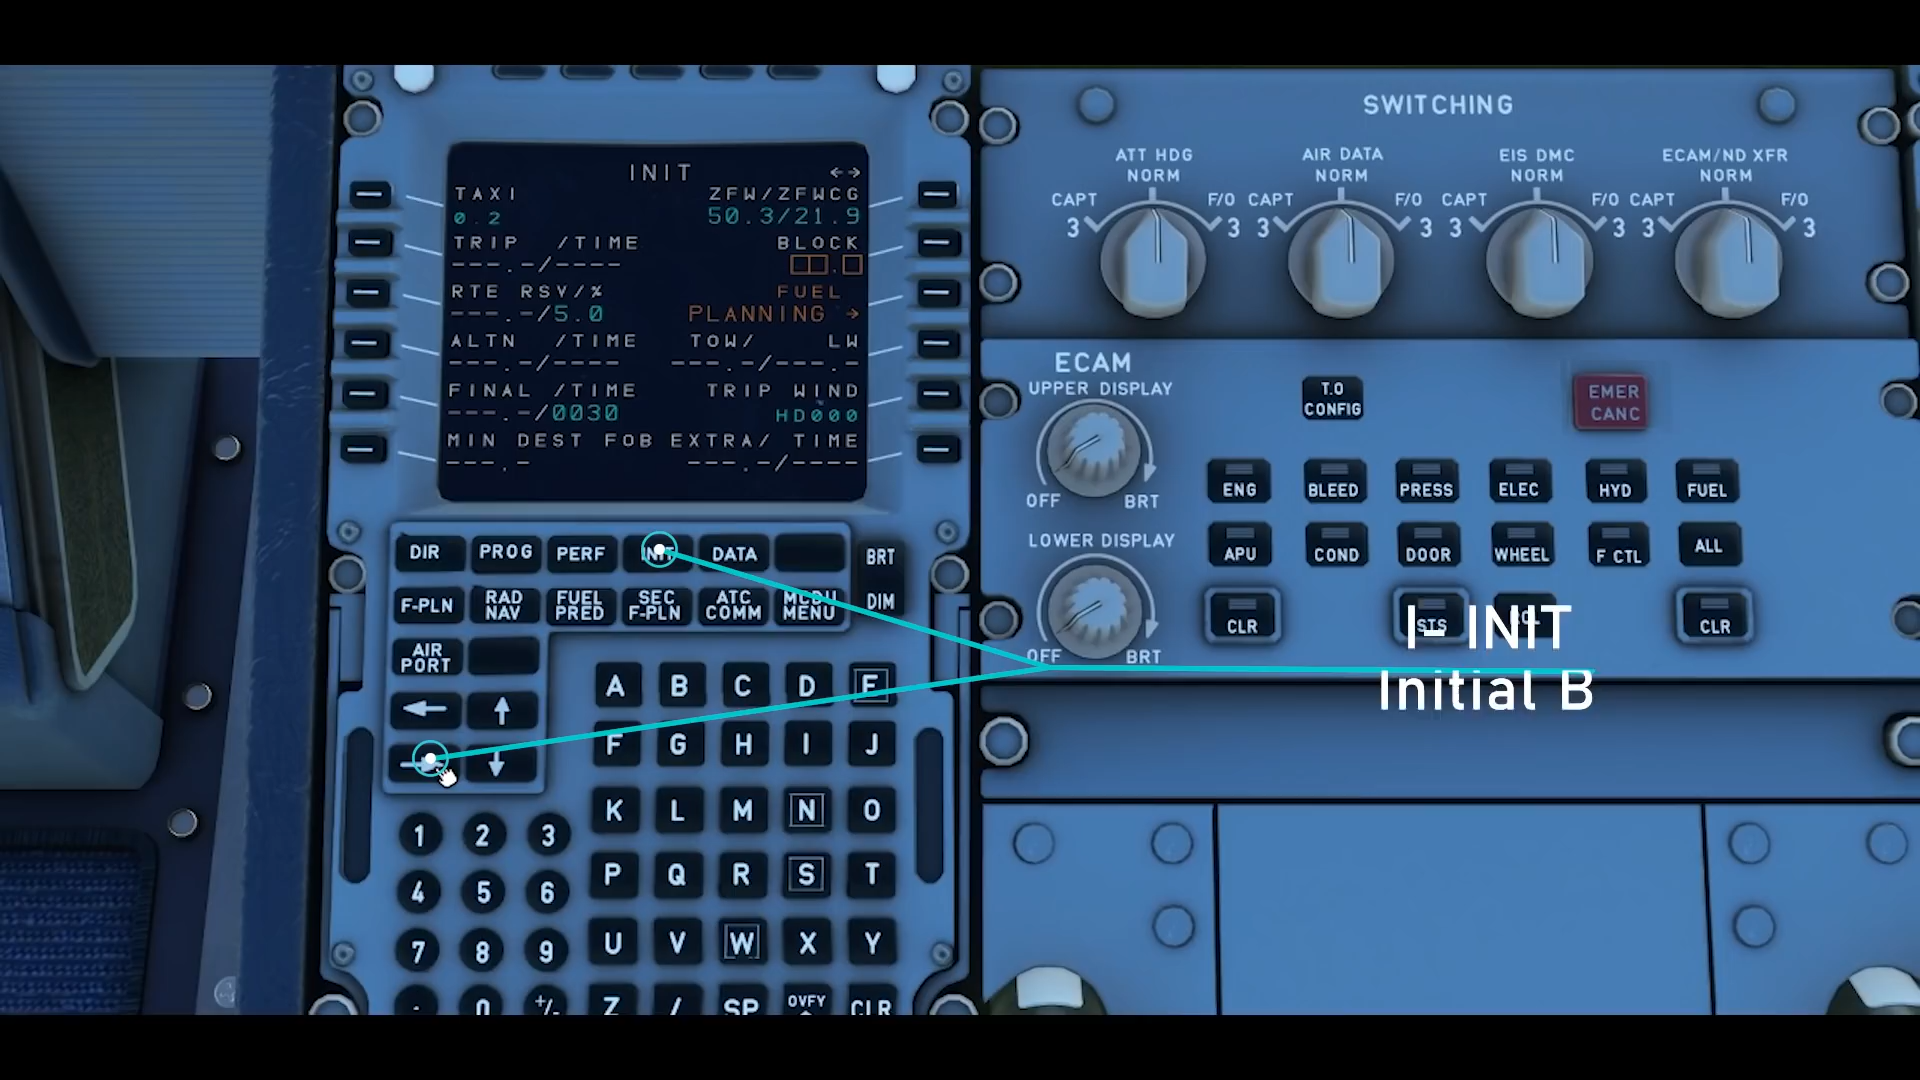 INIT ←→
TAXI ZFW/ZFWCG
0.2 50.3/21.9
TRIP /TIME BLOCK
---.-/----
RTE RSV/% FUEL
---.-/5.0 PLANNING →
ALTN /TIME TOW/ LW
---.-/---- ---.-/---.-
FINAL /TIME TRIP WIND
---.-/0030 HD000
MIN DEST FOB EXTRA/ TIME
---.- ---.-/----
DIR PROG PERF INIT DATA BRT
F-PLN RAD NAV FUEL PRED SEC F-PLN ATC COMM MCDU MENU DIM
AIR PORT
← ↑
→ ↓
A B C D E
F G H I J
K L M N O
P Q R S T
U V W X Y
Z / SP OVFY CLR
1 2 3
4 5 6
7 8 9
. 0 +/-
SWITCHING
ATT HDG AIR DATA EIS DMC ECAM/ND XFR
NORM NORM NORM NORM
CAPT F/O CAPT F/O CAPT F/O CAPT F/O
3 3 3 3 3 3 3 3
ECAM
UPPER DISPLAY
OFF BRT
LOWER DISPLAY
OFF BRT
T.O CONFIG
EMER CANC
ENG BLEED PRESS ELEC HYD FUEL
APU COND DOOR WHEEL F CTL ALL
CLR STS CLR
I- INIT
Initial B